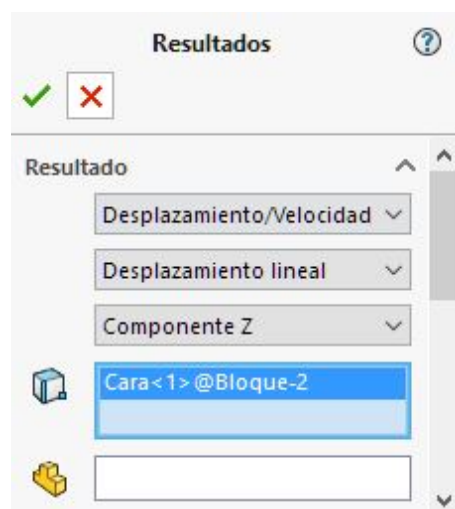 Resultados
Resultado
Desplazamiento/Velocidad
Desplazamiento lineal
Componente Z
Cara<1>@Bloque-2